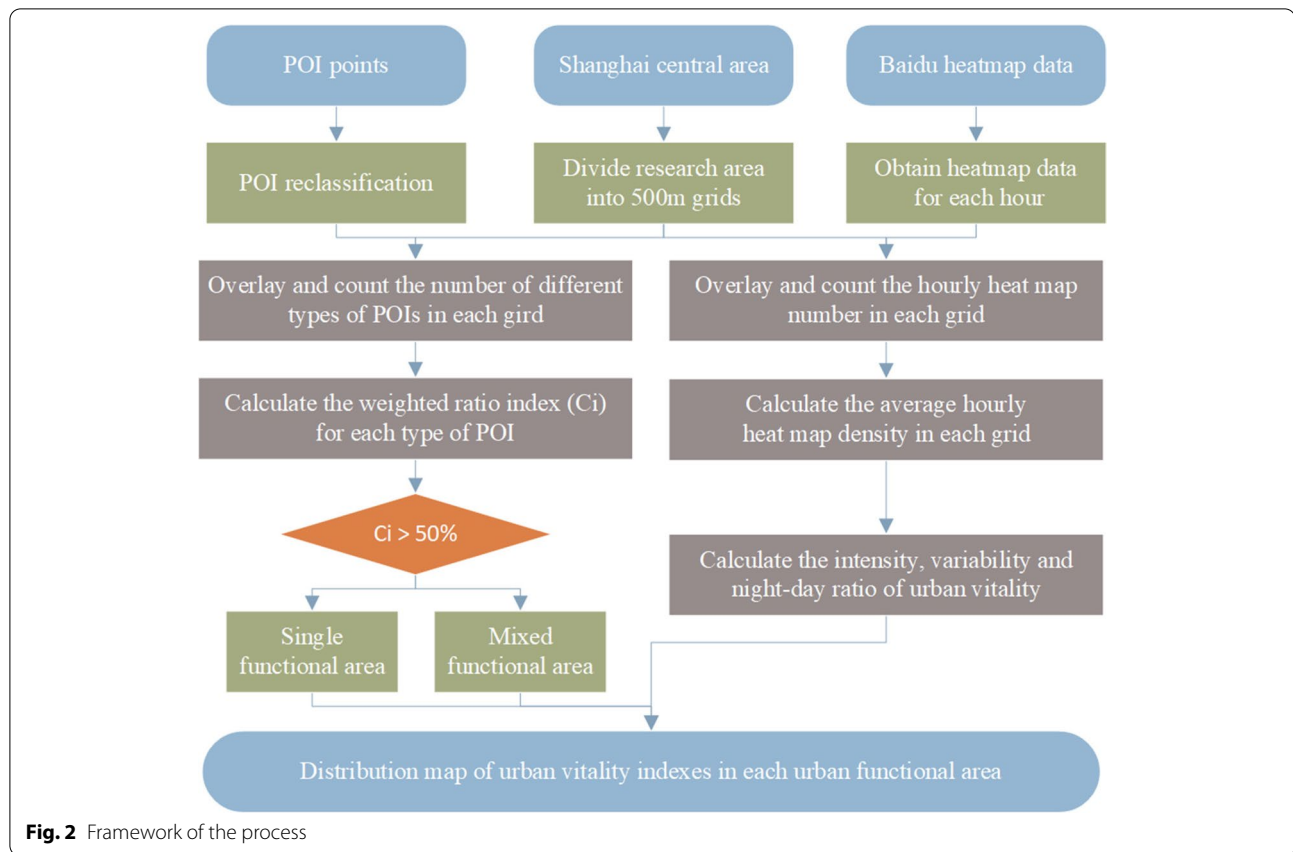 POI points
Shanghai central area
Baidu heatmap data
POI reclassification
Divide research area
into 500m grids
Obtain heatmap data
for each hour
Overlay and count the number of different
types of POIs in each gird
Overlay and count the hourly heat map
number in each grid
Calculate the weighted ratio index (Ci)
for each type of POI
Calculate the average hourly
heat map density in each grid
Ci > 50%
Calculate the intensity, variability and
night-day ratio of urban vitality
Single
functional area
Mixed
functional area
Distribution map of urban vitality indexes in each urban functional area
Fig. 2 Framework of the process